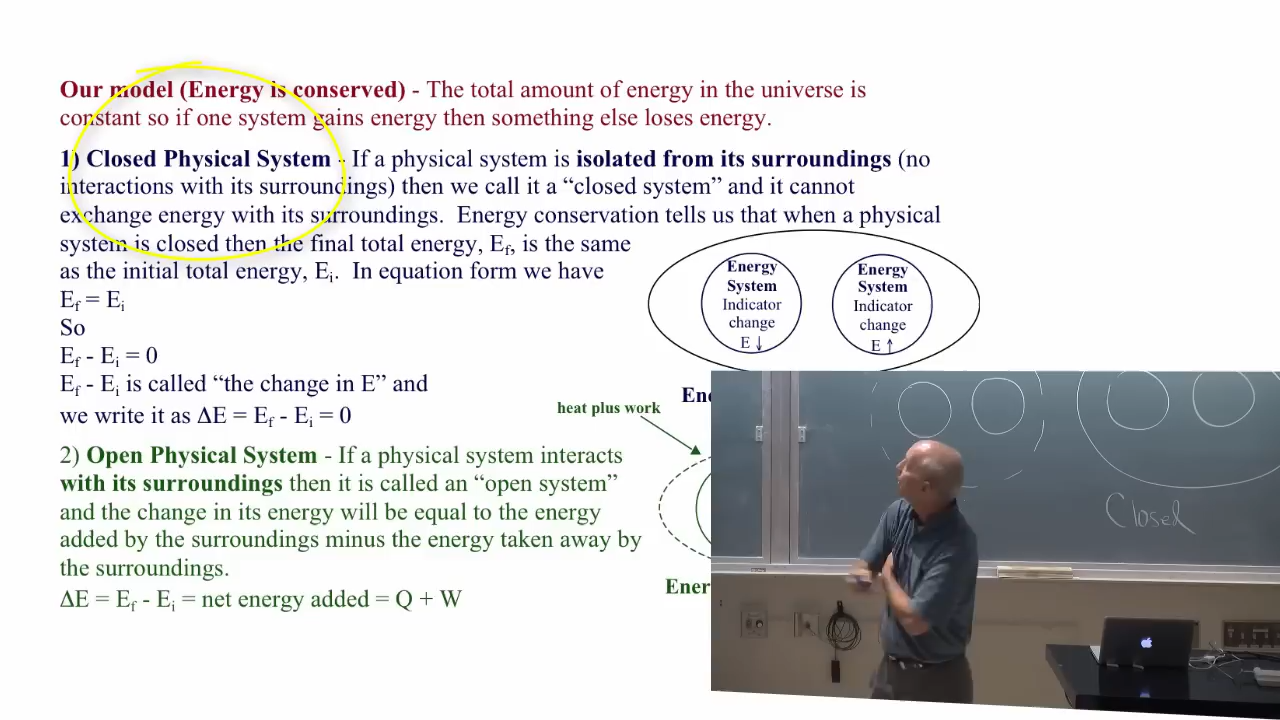 Our model (Energy is conserved) - The total amount of energy in the universe is
constant so if one system gains energy then something else loses energy.
1) Closed Physical System - If a physical system is isolated from its surroundings (no
interactions with its surroundings) then we call it a “closed system” and it cannot
exchange energy with its surroundings. Energy conservation tells us that when a physical
system is closed then the final total energy, Ef, is the same
as the initial total energy, Ei. In equation form we have
Ef = Ei
So
Ef - Ei = 0
Ef - Ei is called “the change in E” and
we write it as ΔE = Ef - Ei = 0
Energy
System
Indicator
change
E ↓
Energy
System
Indicator
change
E ↑
heat plus work
2) Open Physical System - If a physical system interacts
with its surroundings then it is called an “open system”
and the change in its energy will be equal to the energy
added by the surroundings minus the energy taken away by
the surroundings.
ΔE = Ef - Ei = net energy added = Q + W
Closed